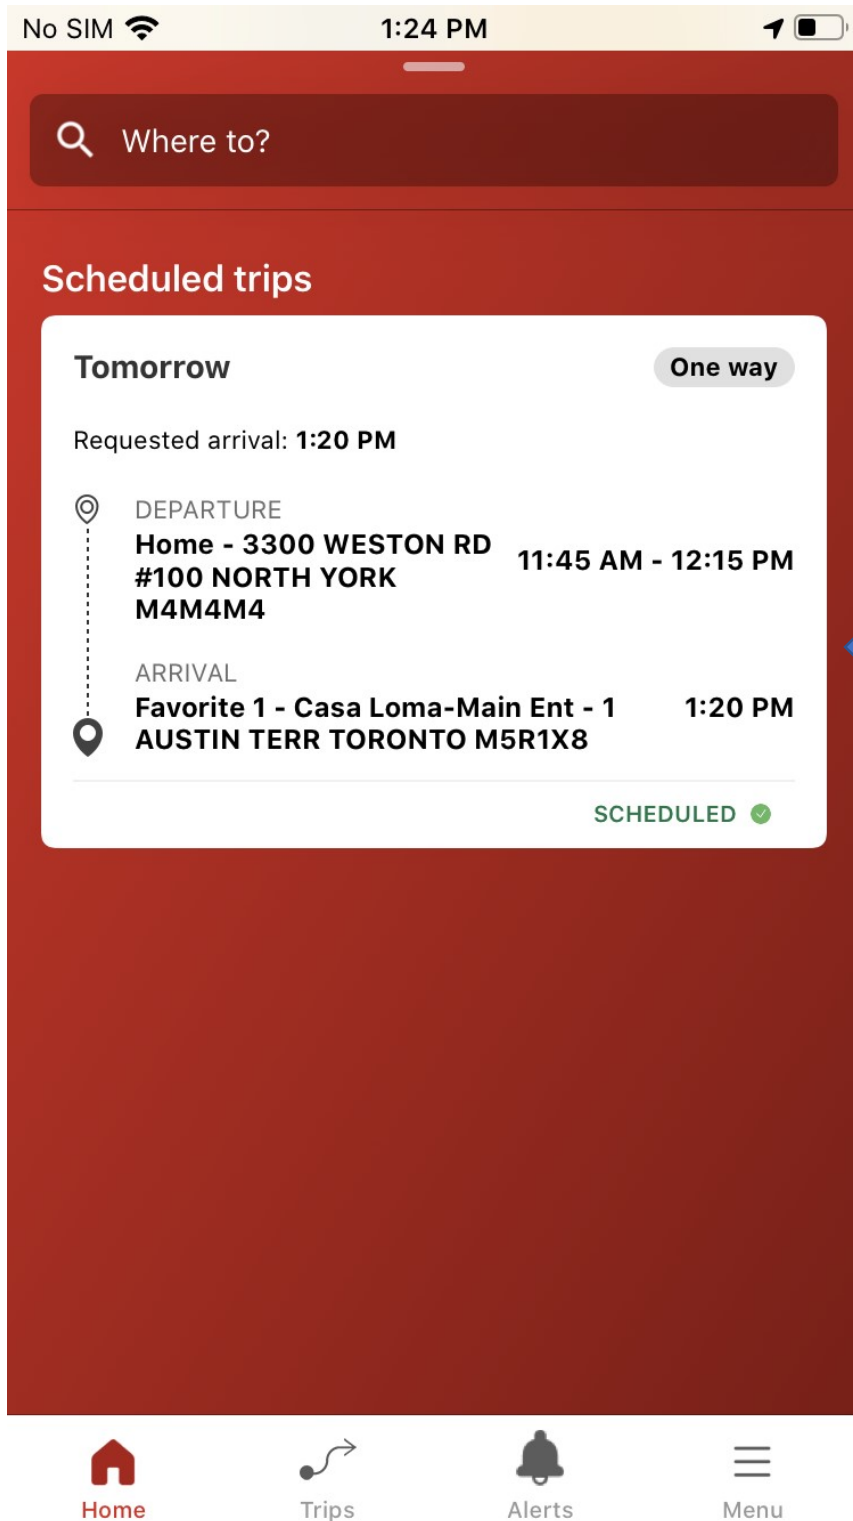 No SIM 1:24 PM
Where to?
Scheduled trips
Tomorrow One way
Requested arrival: 1:20 PM
DEPARTURE
Home - 3300 WESTON RD
#100 NORTH YORK
M4M4M4
11:45 AM - 12:15 PM
ARRIVAL
Favorite 1 - Casa Loma-Main Ent - 1
AUSTIN TERR TORONTO M5R1X8
1:20 PM
SCHEDULED
Home Trips Alerts Menu